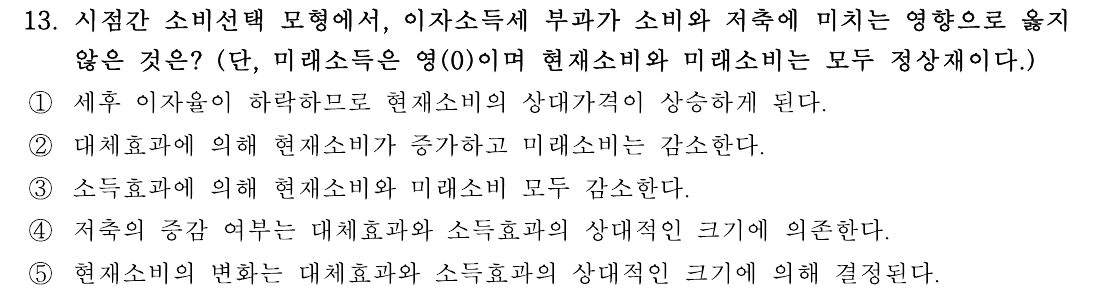 13. 시점간 소비선택 모형에서, 이자소득세 부과가 소비와 저축에 미치는 영향으로 옳지
않은 것은? (단, 미래소득은 영(0)이며 현재소비와 미래소비는 모두 정상재이다.)
① 세후 이자율이 하락하므로 현재소비의 상대가격이 상승하게 된다.
② 대체효과에 의해 현재소비가 증가하고 미래소비는 감소한다.
③ 소득효과에 의해 현재소비와 미래소비 모두 감소한다.
④ 저축의 증감 여부는 대체효과와 소득효과의 상대적인 크기에 의존한다.
⑤ 현재소비의 변화는 대체효과와 소득효과의 상대적인 크기에 의해 결정된다.